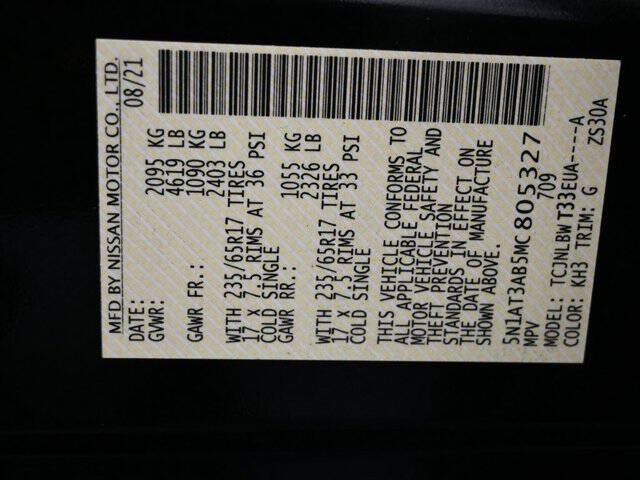 MFD BY NISSAN MOTOR CO., LTD.
DATE: 08/21
GVWR: 2095 KG
4619 LB
GAWR FR.: 1090 KG
2403 LB
WITH 235/65R17 TIRES
17 X 7.5 RIMS AT 36 PSI
COLD SINGLE
GAWR RR.: 1055 KG
2326 LB
WITH 235/65R17 TIRES
17 X 7.5 RIMS AT 33 PSI
COLD SINGLE
THIS VEHICLE CONFORMS TO
ALL APPLICABLE FEDERAL
MOTOR VEHICLE SAFETY AND
THEFT PREVENTION
STANDARDS IN EFFECT ON
DATE OF MANUFACTURE
SHOWN ABOVE.
5N1AT3AB5MC805327
MPV 709
MODEL: TCJNLBWT33EUA----A
COLOR: KH3 TRIM: G ZS30A